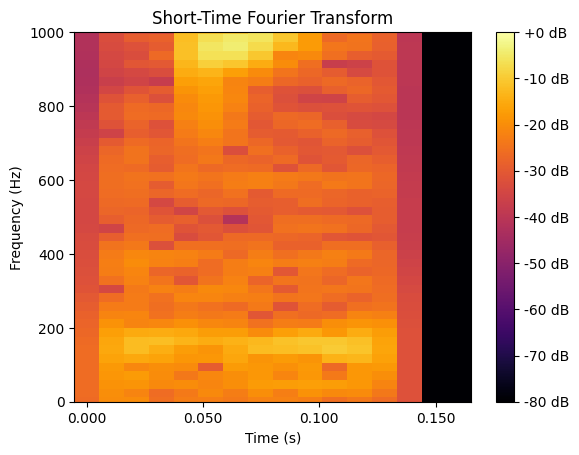 Short-Time Fourier Transform
1000
800
600
400
200
0
Frequency (Hz)
0.000
0.050
0.100
0.150
Time (s)
+0 dB
-10 dB
-20 dB
-30 dB
-40 dB
-50 dB
-60 dB
-70 dB
-80 dB